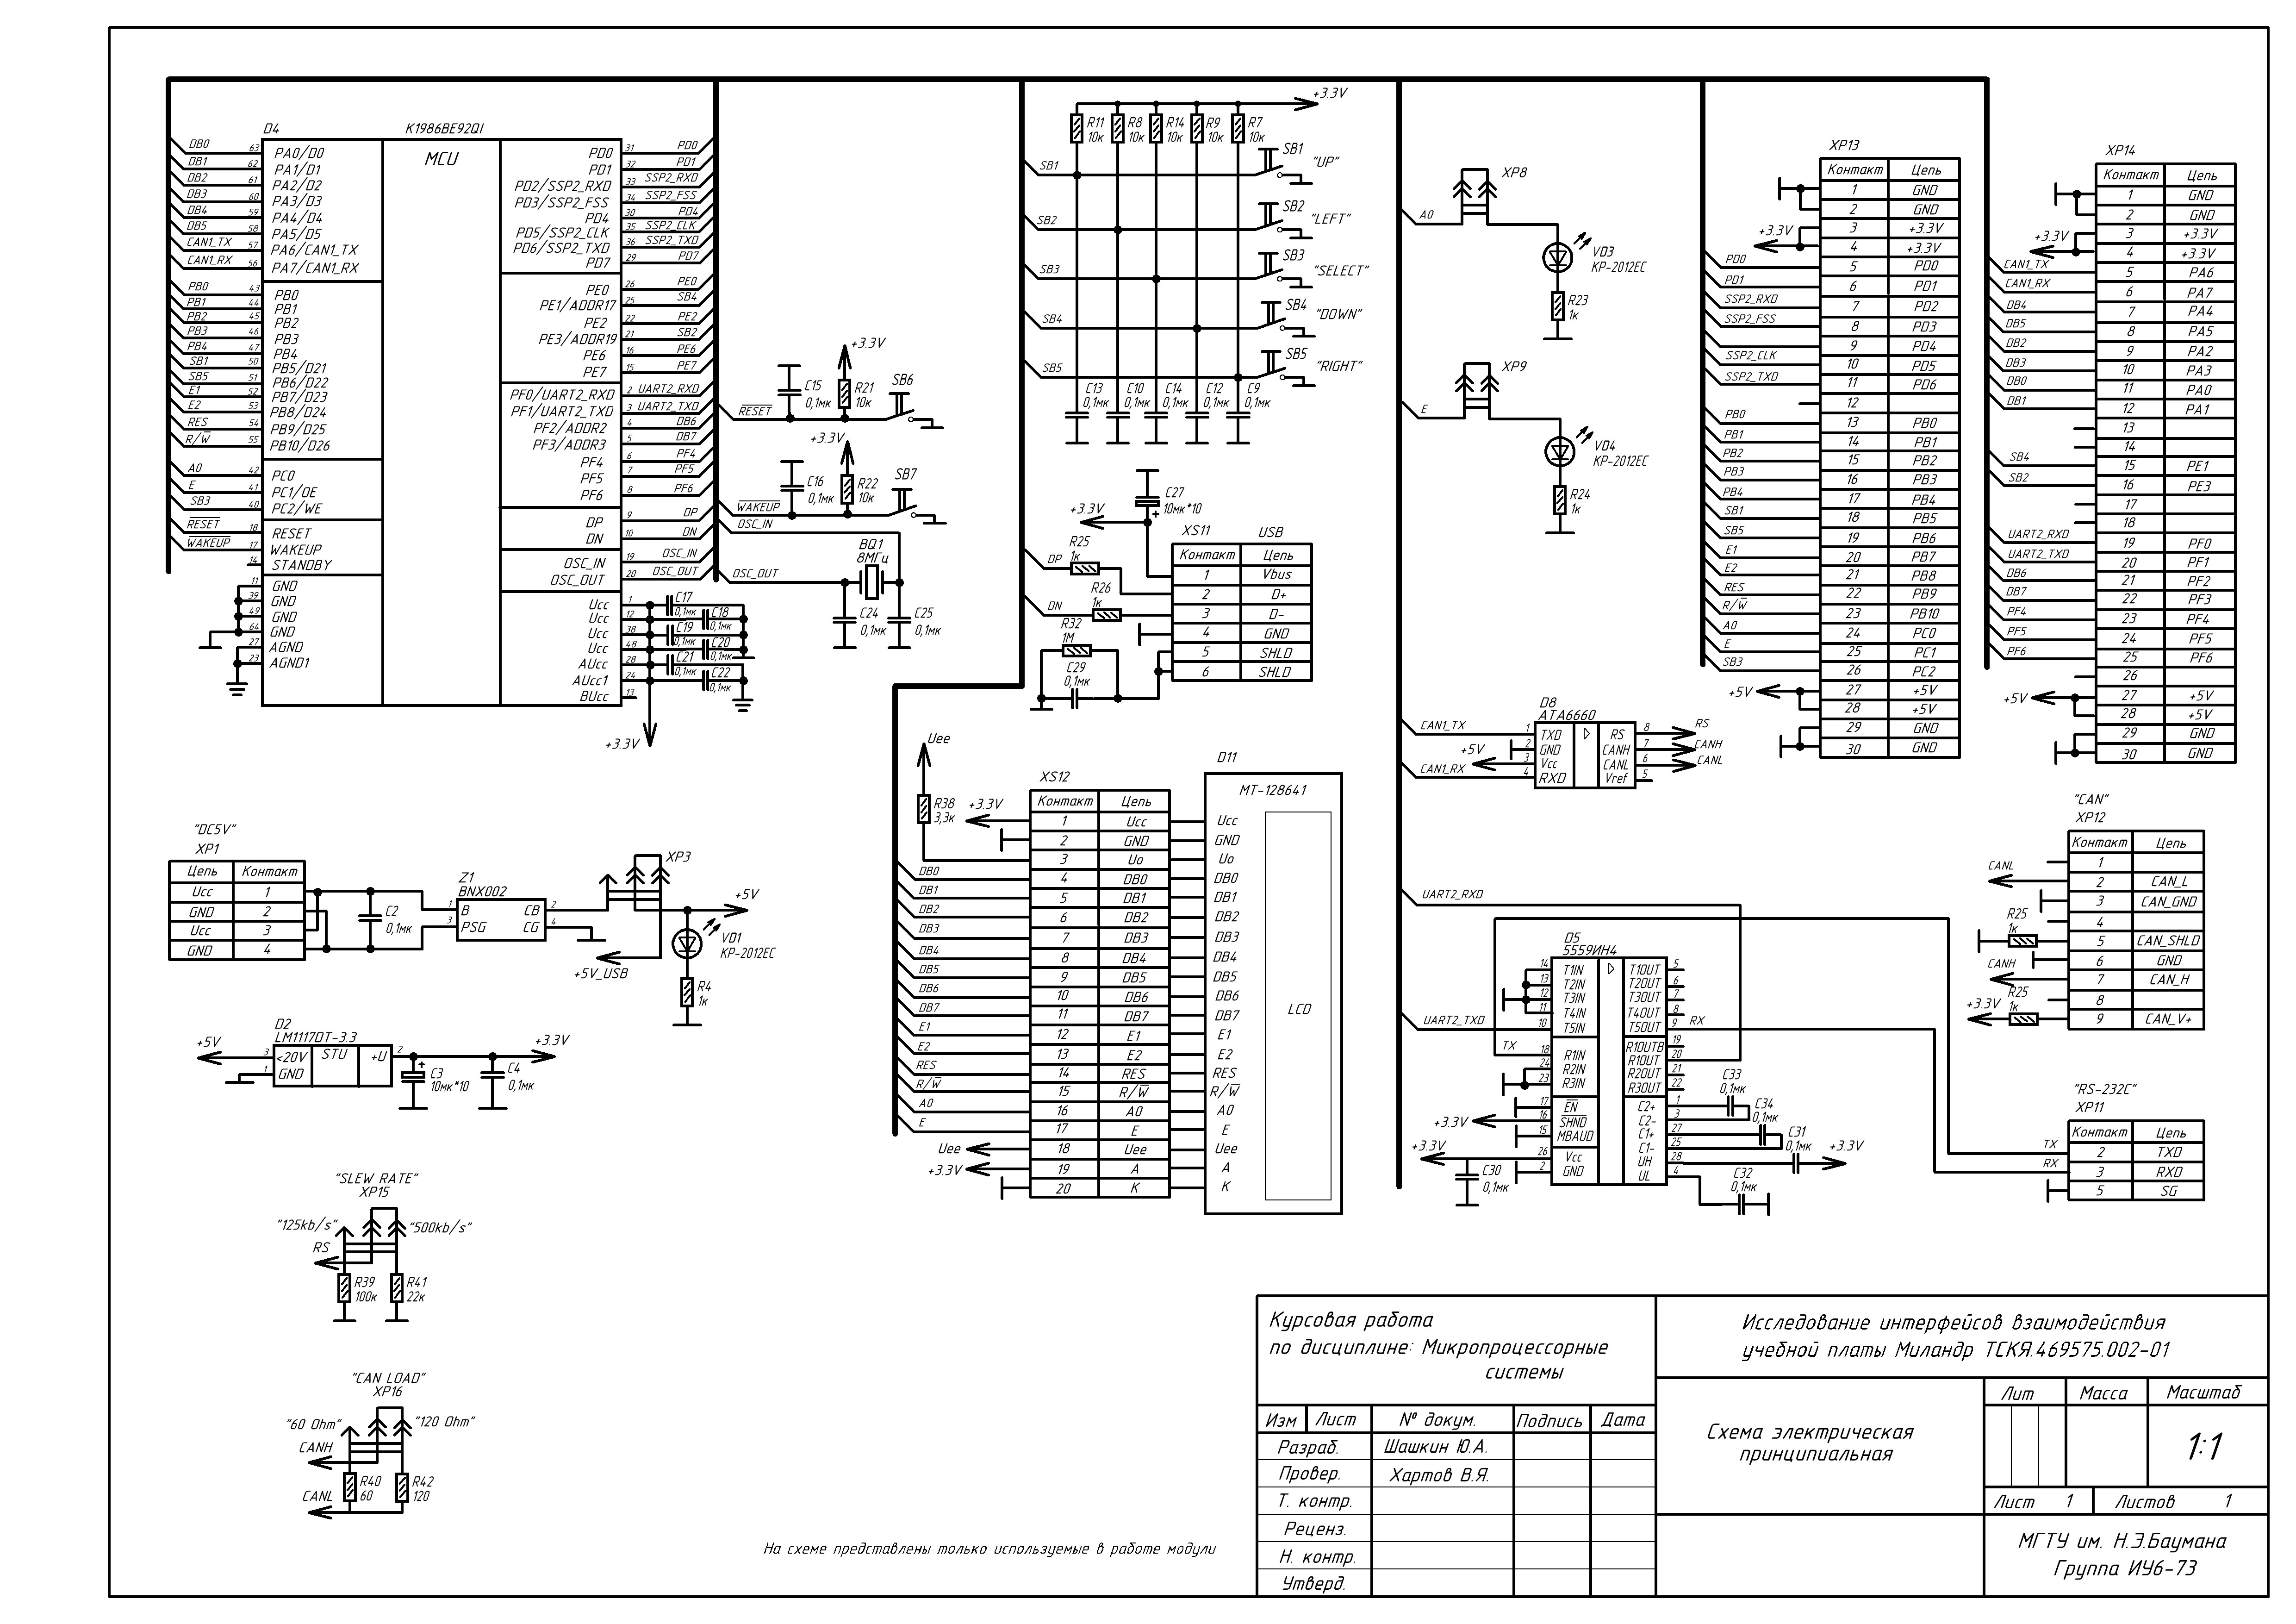 D4
K1986BE92QI
MCU
DB0 63 PA0/D0
DB1 62 PA1/D1
DB2 61 PA2/D2
DB3 60 PA3/D3
DB4 59 PA4/D4
DB5 58 PA5/D5
CAN1_TX 57 PA6/CAN1_TX
CAN1_RX 56 PA7/CAN1_RX
PB0 43 PB0
PB1 44 PB1
PB2 45 PB2
PB3 46 PB3
PB4 47 PB4
SB1 50 PB5/D21
SB5 51 PB6/D22
E1 52 PB7/D23
E2 53 PB8/D24
RES 54 PB9/D25
R/W̅ 55 PB10/D26
A0 42 PC0
E 41 PC1/OE
SB3 40 PC2/WE
RESET 18 RESET
WAKEUP 17 WAKEUP
14 STANDBY
11 GND
39 GND
49 GND
64 GND
27 AGND
23 AGND1
PD0 31 PD0
PD1 32 PD1
PD2/SSP2_RXD 33 SSP2_RXD
PD3/SSP2_FSS 34 SSP2_FSS
PD4 30 PD4
PD5/SSP2_CLK 35 SSP2_CLK
PD6/SSP2_TXD 36 SSP2_TXD
PD7 29 PD7
PE0 26 PE0
PE1/ADDR17 25 SB4
PE2 22 PE2
PE3/ADDR19 21 SB2
PE6 16 PE6
PE7 15 PE7
PF0/UART2_RXD 2 UART2_RXD
PF1/UART2_TXD 3 UART2_TXD
PF2/ADDR2 4 DB6
PF3/ADDR3 5 DB7
PF4 6 PF4
PF5 7 PF5
PF6 8 PF6
DP 9 DP
DN 10 DN
OSC_IN 19 OSC_IN
OSC_OUT 20 OSC_OUT
Ucc 1
Ucc 12
Ucc 38
Ucc 48
AUcc 28
AUcc1 24
BUcc 13
C17 0,1мк
C18 0,1мк
C19 0,1мк
C20 0,1мк
C21 0,1мк
C22 0,1мк
+3.3V
+3.3V
C15 0,1мк
R21 10к
SB6
RESET
+3.3V
C16 0,1мк
R22 10к
SB7
WAKEUP
OSC_IN
BQ1
8МГц
OSC_OUT
C24 0,1мк
C25 0,1мк
+3.3V
R11 10к
R8 10к
R14 10к
R9 10к
R7 10к
SB1 SB1 "UP"
SB2 SB2 "LEFT"
SB3 SB3 "SELECT"
SB4 SB4 "DOWN"
SB5 SB5 "RIGHT"
C13 0,1мк
C10 0,1мк
C14 0,1мк
C12 0,1мк
C9 0,1мк
C27
10мк*10
+3.3V
XS11 USB
Контакт Цепь
1 Vbus
2 D+
3 D-
4 GND
5 SHLD
6 SHLD
DP R25 1к
DN R26 1к
R32 1М
C29 0,1мк
Uee
R38 3,3к
+3.3V
XS12
Контакт Цепь
1 Ucc
2 GND
3 Uo
DB0 4 DB0
DB1 5 DB1
DB2 6 DB2
DB3 7 DB3
DB4 8 DB4
DB5 9 DB5
DB6 10 DB6
DB7 11 DB7
E1 12 E1
E2 13 E2
RES 14 RES
R/W̅ 15 R/W̅
A0 16 A0
E 17 E
Uee 18 Uee
+3.3V 19 A
20 K
D11
MT-128641
LCD
Ucc
GND
Uo
DB0
DB1
DB2
DB3
DB4
DB5
DB6
DB7
E1
E2
RES
R/W̅
A0
E
Uee
A
K
XP8
A0
VD3
KP-2012EC
R23
1к
XP9
E
VD4
KP-2012EC
R24
1к
D8
ATA6660
CAN1_TX 1 TXD
2 GND
+5V 3 Vcc
CAN1_RX 4 RXD
RS 8 RS
CANH 7 CANH
CANL 6 CANL
Vref 5
UART2_RXD
UART2_TXD
D5
5559ИН4
14 T1IN
13 T2IN
12 T3IN
11 T4IN
10 T5IN
TX 18 R1IN
24 R2IN
23 R3IN
17 EN
+3.3V 16 SHND
15 MBAUD
+3.3V 26 Vcc
2 GND
T1OUT 5
T2OUT 6
T3OUT 7
T4OUT 8
T5OUT 9 RX
R1OUTB 19
R1OUT 20
R2OUT 21
R3OUT 22
C2+ 1
C2- 3
C1+ 27
C1- 25
UH 28
UL 4
C33 0,1мк
C34 0,1мк
C31 0,1мк
+3.3V
C32 0,1мк
C30 0,1мк
XP13
Контакт Цепь
1 GND
2 GND
3 +3.3V
+3.3V 4 +3.3V
PD0 5 PD0
PD1 6 PD1
SSP2_RXD 7 PD2
SSP2_FSS 8 PD3
9 PD4
SSP2_CLK 10 PD5
SSP2_TXD 11 PD6
12
PB0 13 PB0
PB1 14 PB1
PB2 15 PB2
PB3 16 PB3
PB4 17 PB4
SB1 18 PB5
SB5 19 PB6
E1 20 PB7
E2 21 PB8
RES 22 PB9
R/W̅ 23 PB10
A0 24 PC0
E 25 PC1
SB3 26 PC2
+5V 27 +5V
28 +5V
29 GND
30 GND
XP14
Контакт Цепь
1 GND
2 GND
+3.3V 3 +3.3V
4 +3.3V
CAN1_TX 5 PA6
CAN1_RX 6 PA7
DB4 7 PA4
DB5 8 PA5
DB2 9 PA2
DB3 10 PA3
DB0 11 PA0
DB1 12 PA1
13
14
SB4 15 PE1
SB2 16 PE3
17
18
UART2_RXD 19 PF0
UART2_TXD 20 PF1
DB6 21 PF2
DB7 22 PF3
PF4 23 PF4
PF5 24 PF5
PF6 25 PF6
26
+5V 27 +5V
28 +5V
29 GND
30 GND
"CAN"
XP12
Контакт Цепь
1
CANL 2 CAN_L
3 CAN_GND
4
R25 1к 5 CAN_SHLD
6 GND
CANH 7 CAN_H
8
+3.3V R25 1к 9 CAN_V+
"RS-232C"
XP11
Контакт Цепь
TX 2 TXD
RX 3 RXD
5 SG
"DC5V"
XP1
Цепь Контакт
Ucc 1
GND 2
Ucc 3
GND 4
C2
0,1мк
Z1
BNX002
1 B CB 2
3 PSG CG 4
XP3
+5V
+5V_USB
VD1
KP-2012EC
R4
1к
D2
LM1117DT-3.3
+5V 3 <20V STU +U 2 +3.3V
1 GND
C3
10мк*10
C4
0,1мк
"SLEW RATE"
XP15
"125kb/s" "500kb/s"
RS
R39 100к
R41 22к
"CAN LOAD"
XP16
"60 Ohm" "120 Ohm"
CANH
R40 60
R42 120
CANL
На схеме представлены только используемые в работе модули
Курсовая работа
по дисциплине: Микропроцессорные
системы
Исследование интерфейсов взаимодействия
учебной платы Миландр ТСКЯ.469575.002-01
Изм Лист № докум. Подпись Дата
Разраб. Шашкин Ю.А.
Провер. Хартов В.Я.
Т. контр.
Реценз.
Н. контр.
Утверд.
Схема электрическая
принципиальная
Лит Масса Масштаб
1:1
Лист 1 Листов 1
МГТУ им. Н.Э.Баумана
Группа ИУ6-73